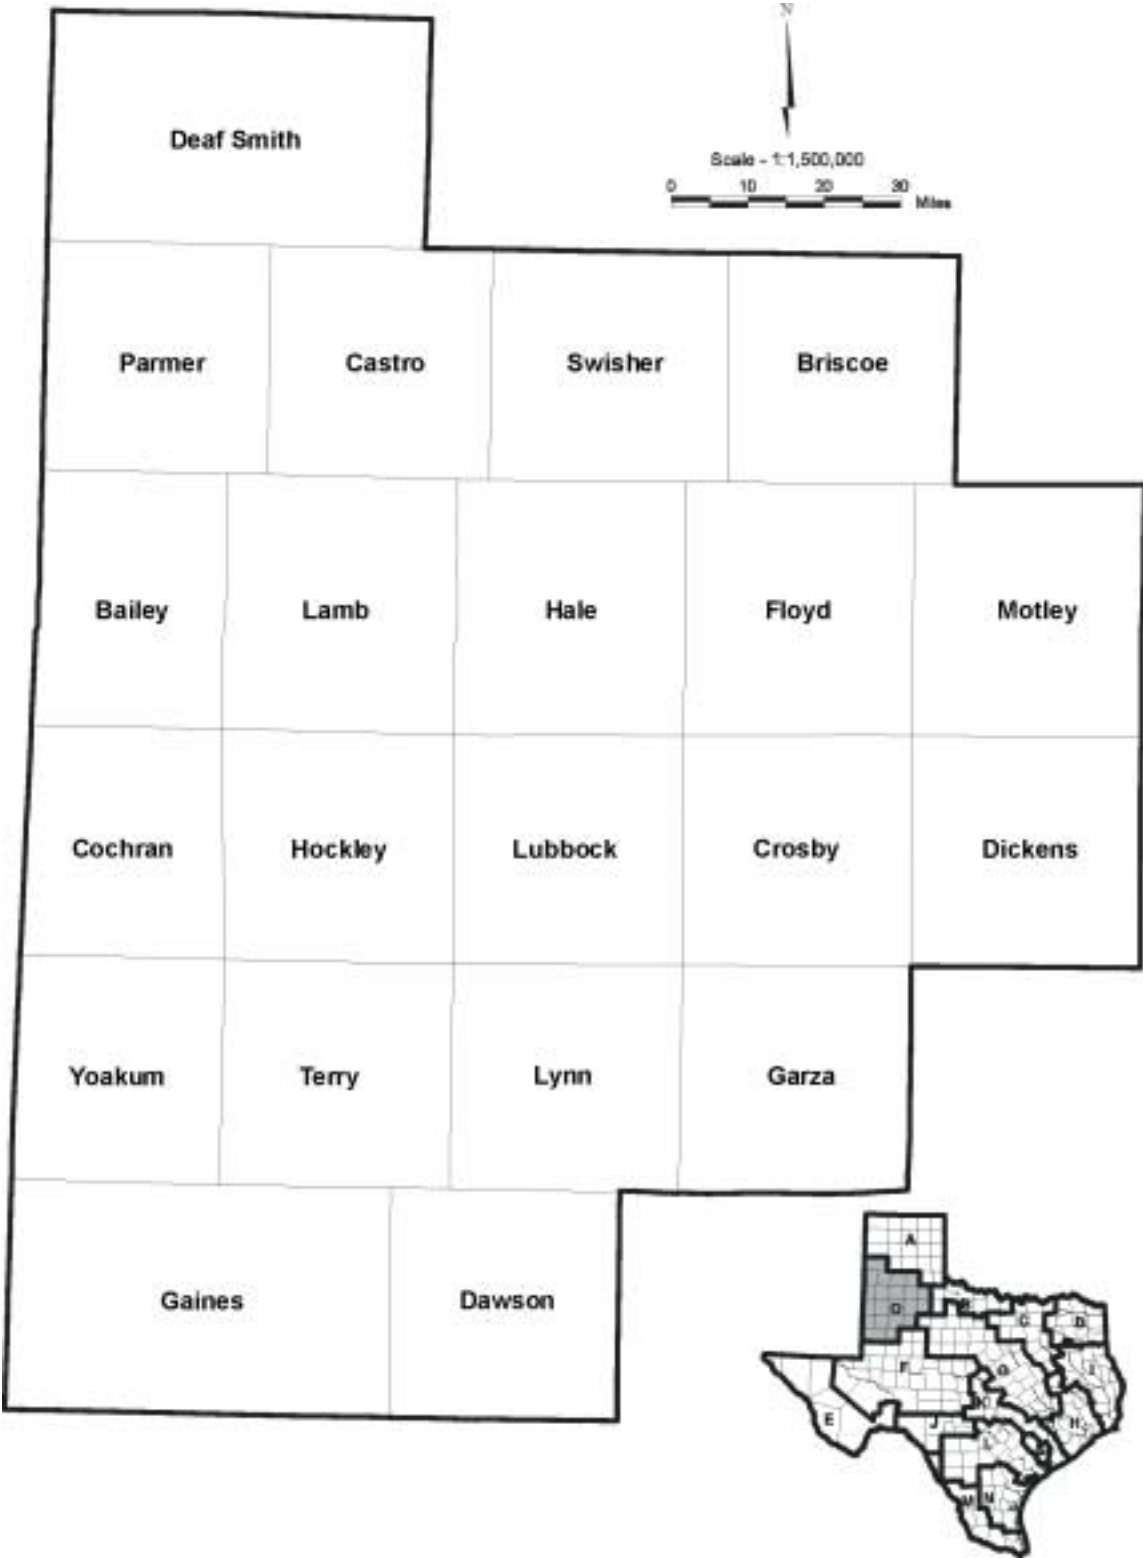 N
Deaf Smith
Scale - 1:1,500,000
0 10 20 30
Miles
Parmer Castro Swisher Briscoe
Bailey Lamb Hale Floyd Motley
Cochran Hockley Lubbock Crosby Dickens
Yoakum Terry Lynn Garza
Gaines Dawson
A
O B C D
F G I
E K H
J L
M N